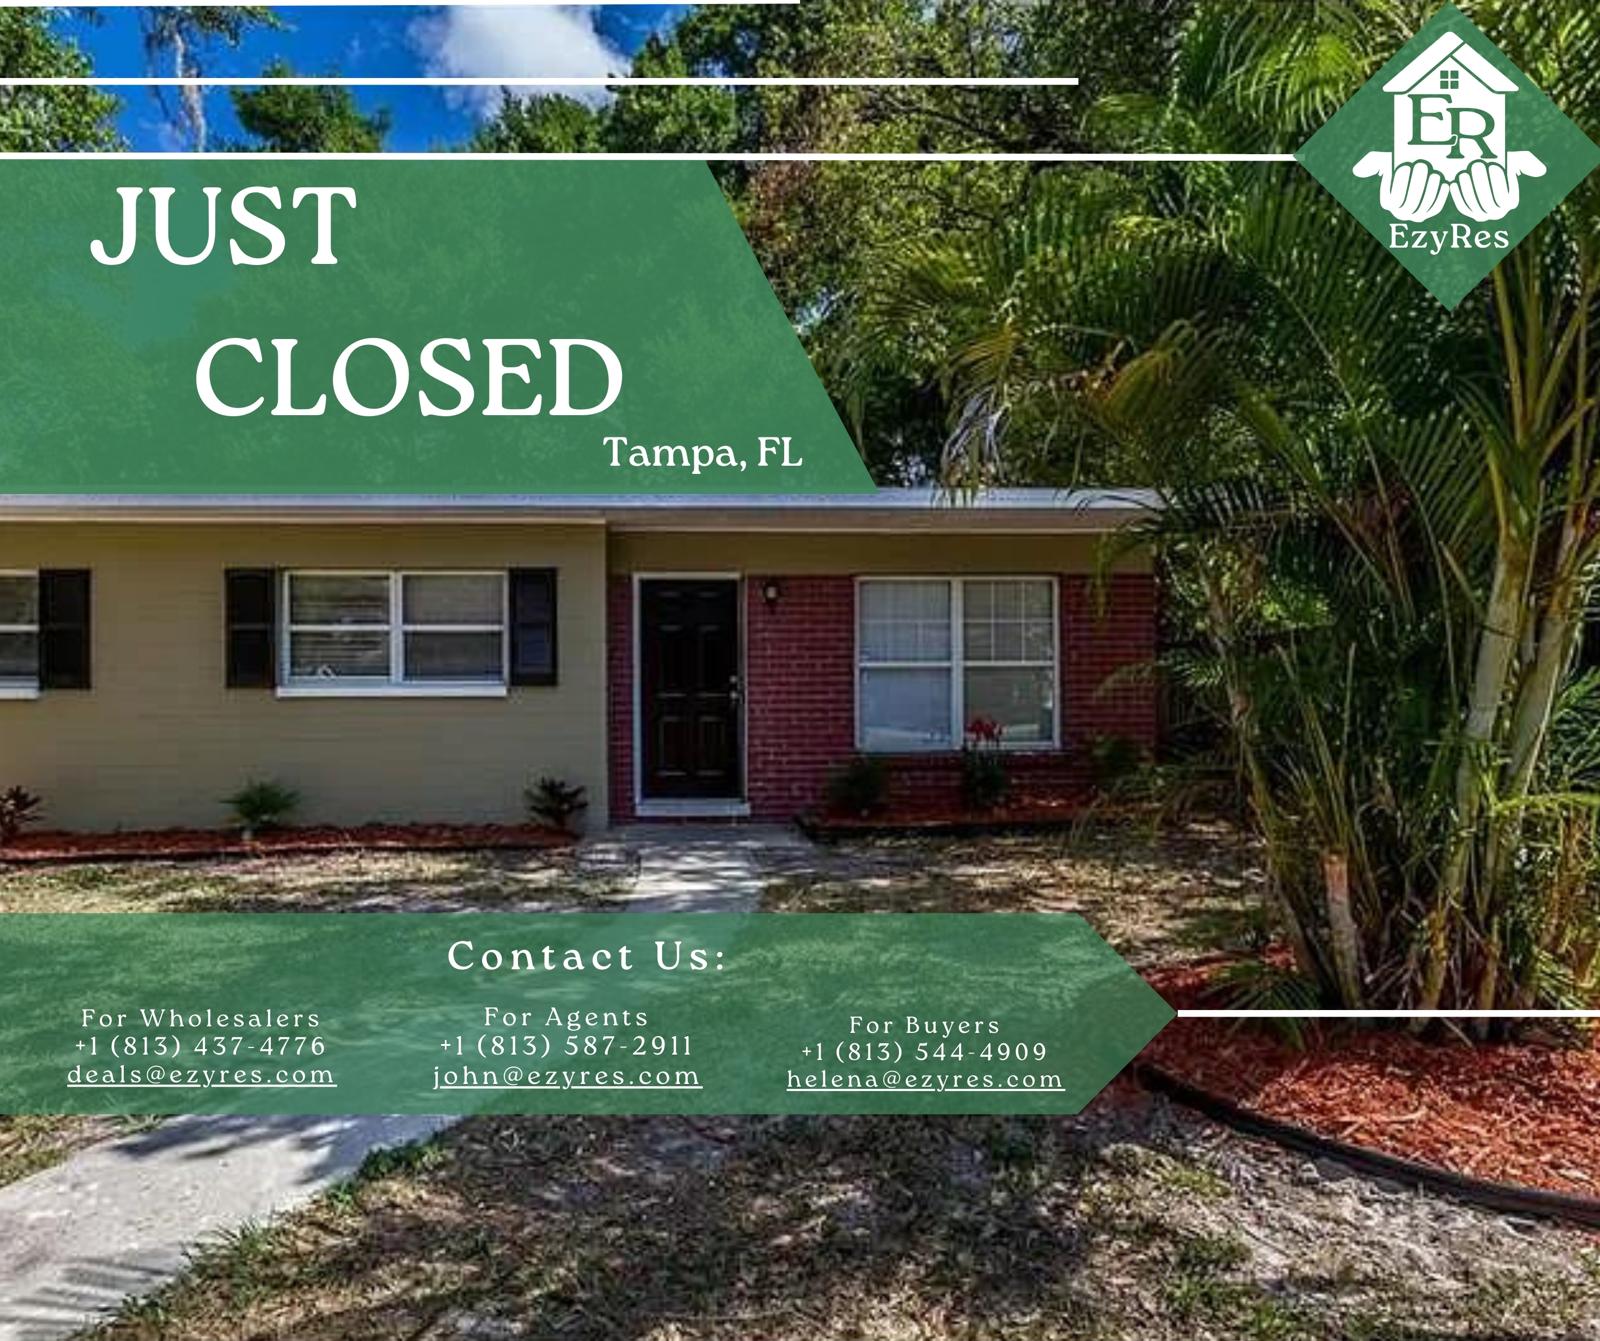 ER
EzyRes
JUST
CLOSED
Tampa, FL
Contact Us:
For Wholesalers
+1 (813) 437-4776
deals@ezyres.com
For Agents
+1 (813) 587-2911
john@ezyres.com
For Buyers
+1 (813) 544-4909
helena@ezyres.com